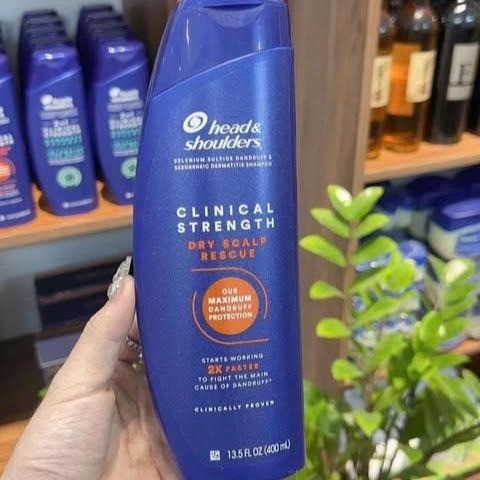 head&
shoulders
SELENIUM SULFIDE DANDRUFF &
SEBORRHEIC DERMATITIS SHAMPOO
CLINICAL
STRENGTH
DRY SCALP
RESCUE
OUR
MAXIMUM
DANDRUFF
PROTECTION
STARTS WORKING
2X FASTER
TO FIGHT THE MAIN
CAUSE OF DANDRUFF*
CLINICALLY PROVEN
13.5 FL OZ (400 mL)